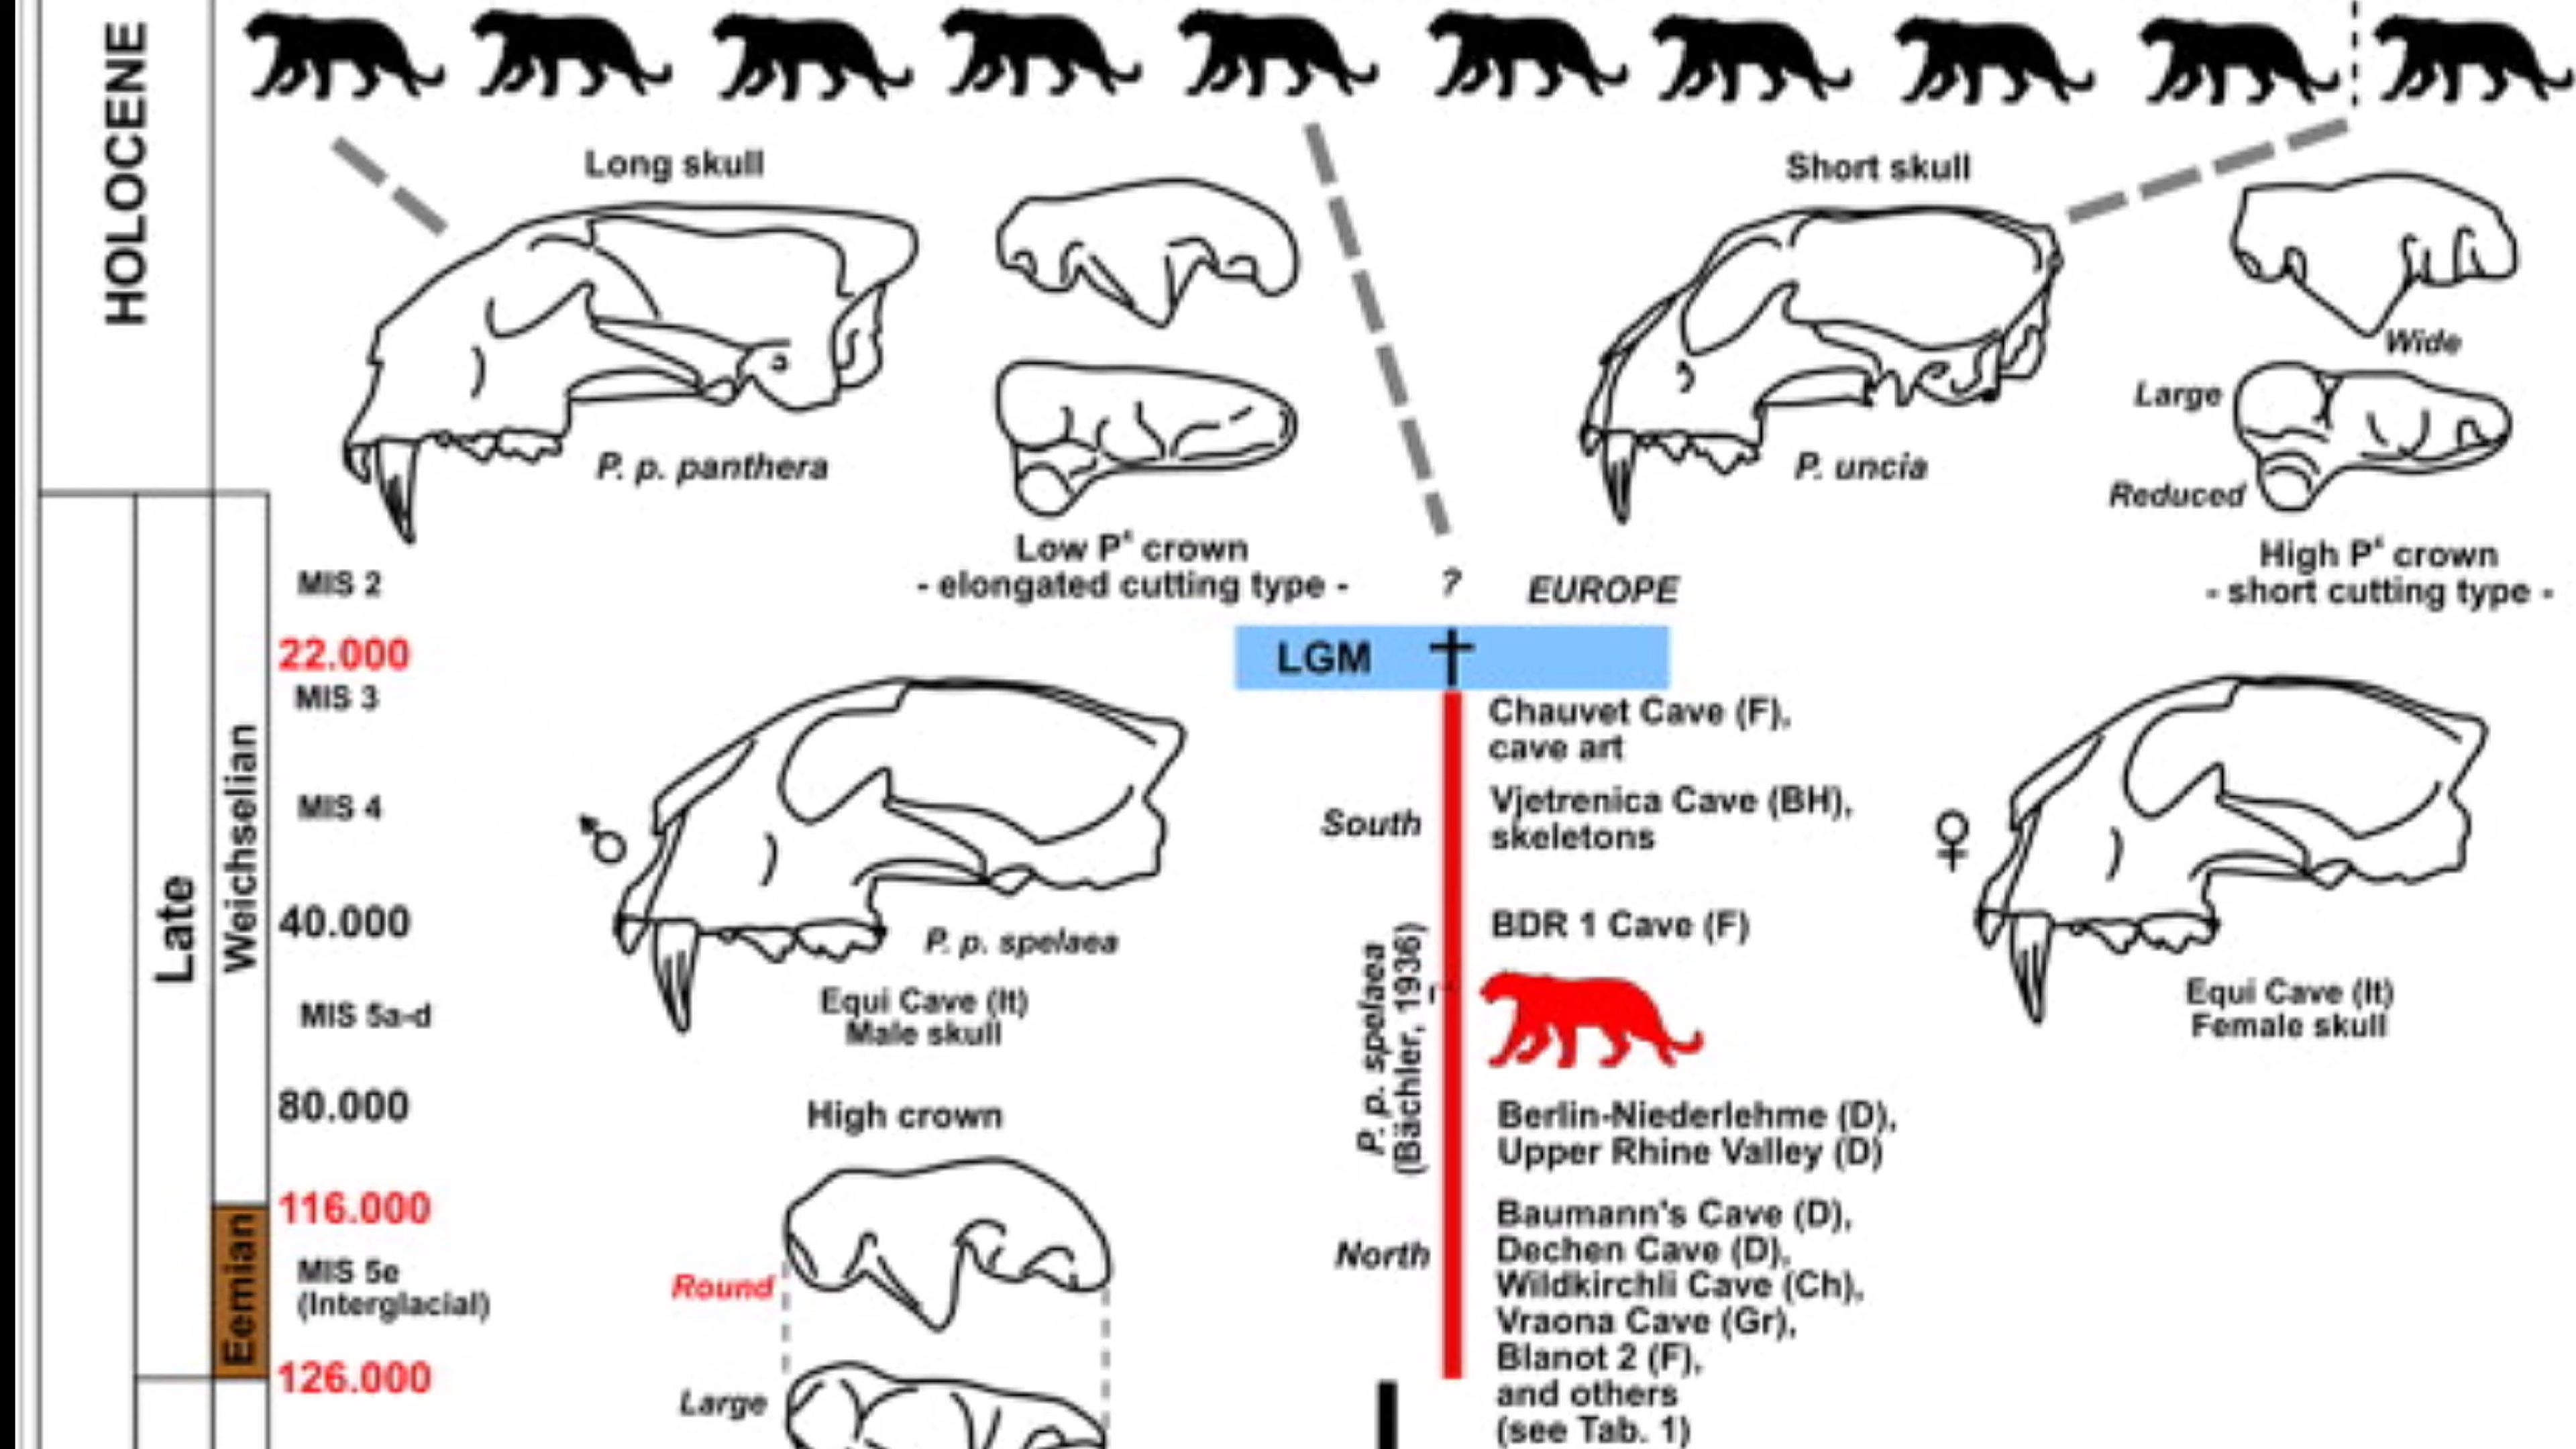 HOLOCENE
Long skull
P. p. panthera
Low P⁴ crown
- elongated cutting type -
Short skull
P. uncia
Wide
Large
Reduced
High P⁴ crown
- short cutting type -
?
EUROPE
LGM
Late
Weichselian
Eemian
MIS 2
22.000
MIS 3
MIS 4
40.000
MIS 5a-d
80.000
116.000
MIS 5e
(Interglacial)
126.000
♂
P. p. spelaea
Equi Cave (It)
Male skull
High crown
Round
Large
South
P. p. spelaea
(Bächler, 1936)
North
Chauvet Cave (F),
cave art
Vjetrenica Cave (BH),
skeletons
BDR 1 Cave (F)
Berlin-Niederlehme (D),
Upper Rhine Valley (D)
Baumann's Cave (D),
Dechen Cave (D),
Wildkirchli Cave (Ch),
Vraona Cave (Gr),
Blanot 2 (F),
and others
(see Tab. 1)
♀
Equi Cave (It)
Female skull